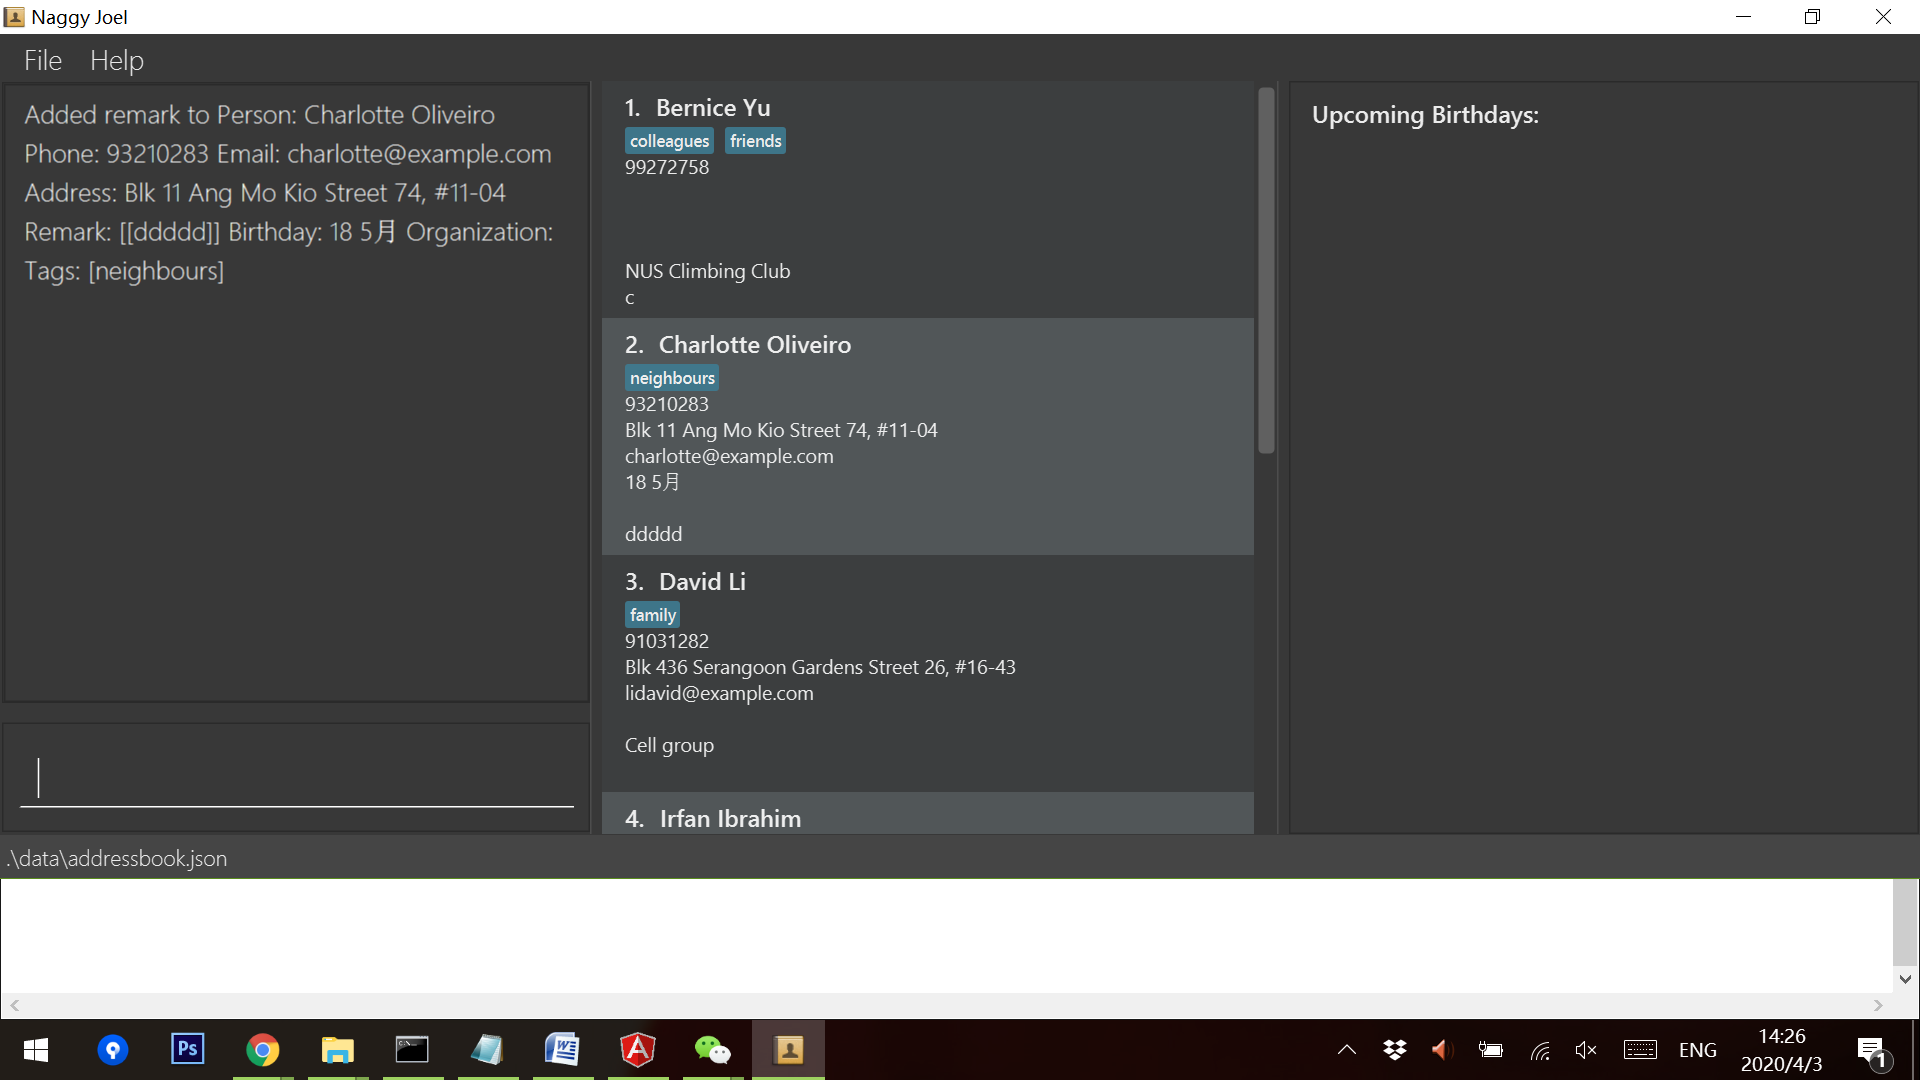 Naggy Joel
File Help
Added remark to Person: Charlotte Oliveiro
Phone: 93210283 Email: charlotte@example.com
Address: Blk 11 Ang Mo Kio Street 74, #11-04
Remark: [[ddddd]] Birthday: 18 5月 Organization:
Tags: [neighbours]
1. Bernice Yu
colleagues friends
99272758
NUS Climbing Club
c
2. Charlotte Oliveiro
neighbours
93210283
Blk 11 Ang Mo Kio Street 74, #11-04
charlotte@example.com
18 5月
ddddd
3. David Li
family
91031282
Blk 436 Serangoon Gardens Street 26, #16-43
lidavid@example.com
Cell group
4. Irfan Ibrahim
Upcoming Birthdays:
.\data\addressbook.json
Ps
ENG
14:26
2020/4/3
1